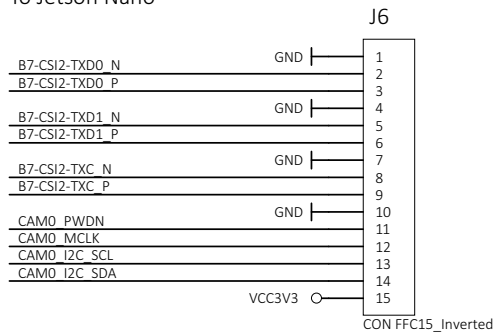 To Jetson Nano
J6
GND 1
B7-CSI2-TXD0_N 2
B7-CSI2-TXD0_P 3
GND 4
B7-CSI2-TXD1_N 5
B7-CSI2-TXD1_P 6
GND 7
B7-CSI2-TXC_N 8
B7-CSI2-TXC_P 9
GND 10
CAM0_PWDN 11
CAM0_MCLK 12
CAM0_I2C_SCL 13
CAM0_I2C_SDA 14
VCC3V3 15
CON FFC15_Inverted